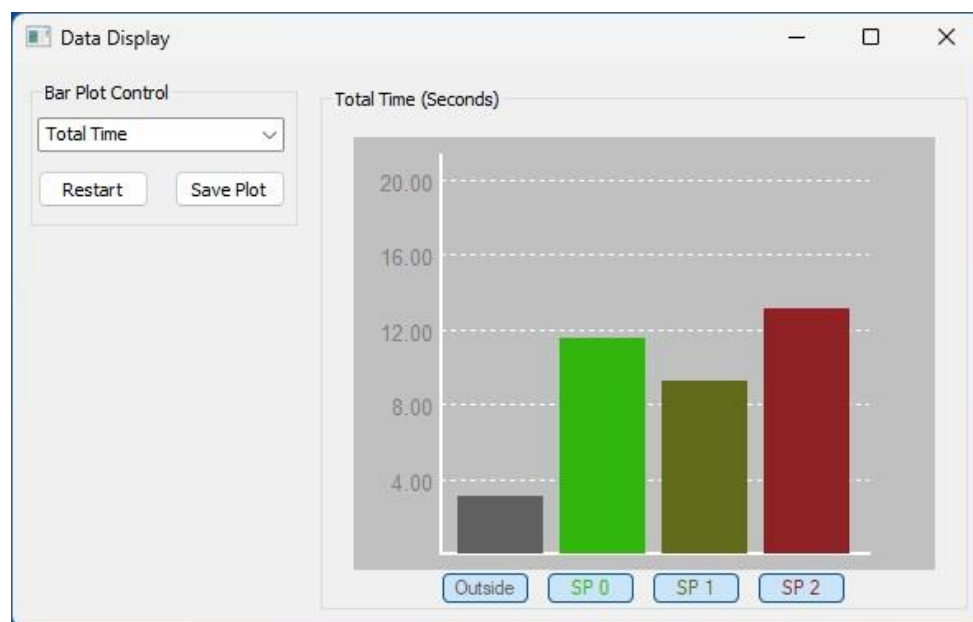 Data Display
Bar Plot Control
Total Time
Restart
Save Plot
Total Time (Seconds)
20.00
16.00
12.00
8.00
4.00
Outside
SP 0
SP 1
SP 2